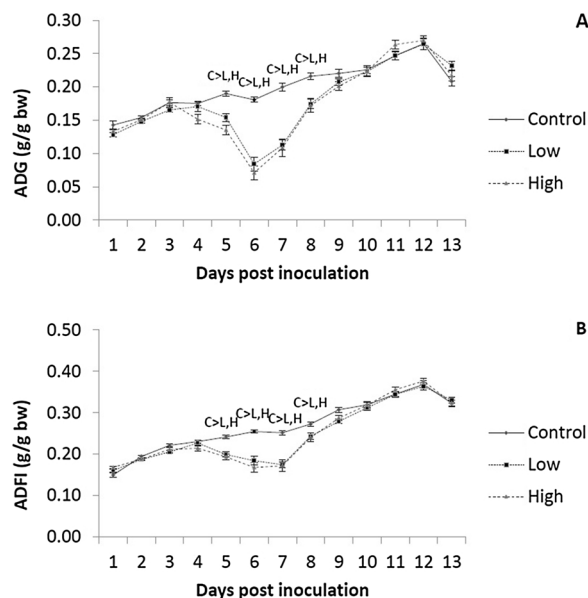 A
0.30
0.25
0.20
0.15
0.10
0.05
0.00
ADG (g/g bw)
C>L,H
C>L,H
C>L,H
C>L,H
1 2 3 4 5 6 7 8 9 10 11 12 13
Days post inoculation
Control
Low
High
B
0.50
0.40
0.30
0.20
0.10
0.00
ADFI (g/g bw)
C>L,H
C>L,H
C>L,H
C>L,H
1 2 3 4 5 6 7 8 9 10 11 12 13
Days post inoculation
Control
Low
High